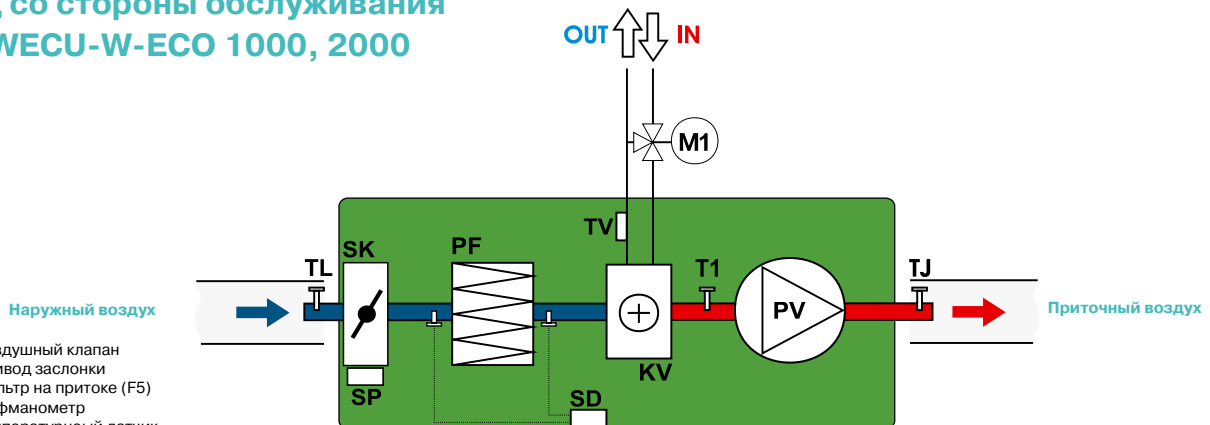 со стороны обслуживания
WECU-W-ECO 1000, 2000
OUT IN
M1
TV
SK PF
TL T1 TJ
Наружный воздух
PV
Приточный воздух
KV
SP SD
душный клапан
ивод заслонки
льтр на притоке (F5)
фманометр